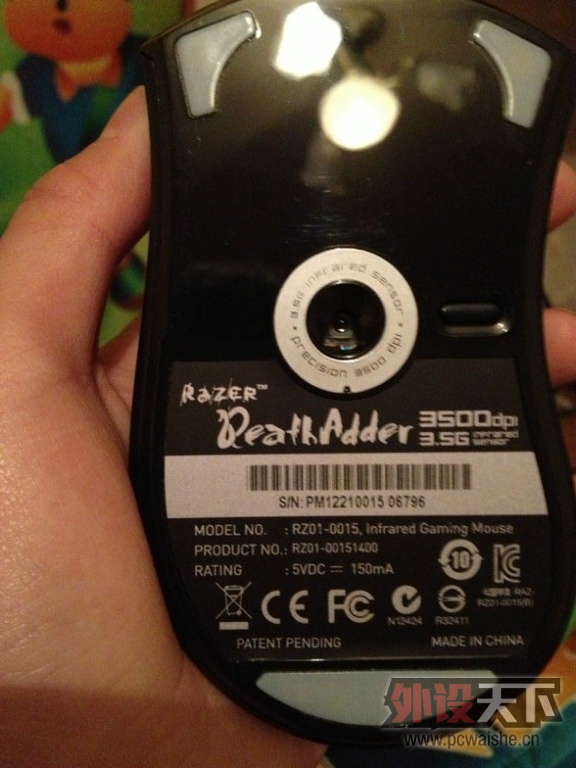 3.5G infrared sensor
precision 3500 dpi
RAZER™
DeathAdder 3500dpi
3.5G infrared sensor
S/N: PM12210015 06796
MODEL NO. : RZ01-0015, Infrared Gaming Mouse
PRODUCT NO.: RZ01-00151400
RATING : 5VDC ⎓ 150mA
10
CE FC
N12424 R32411
RAZ-
RZ01-0015(R)
PATENT PENDING MADE IN CHINA
外设天下
www.pcwaishe.cn